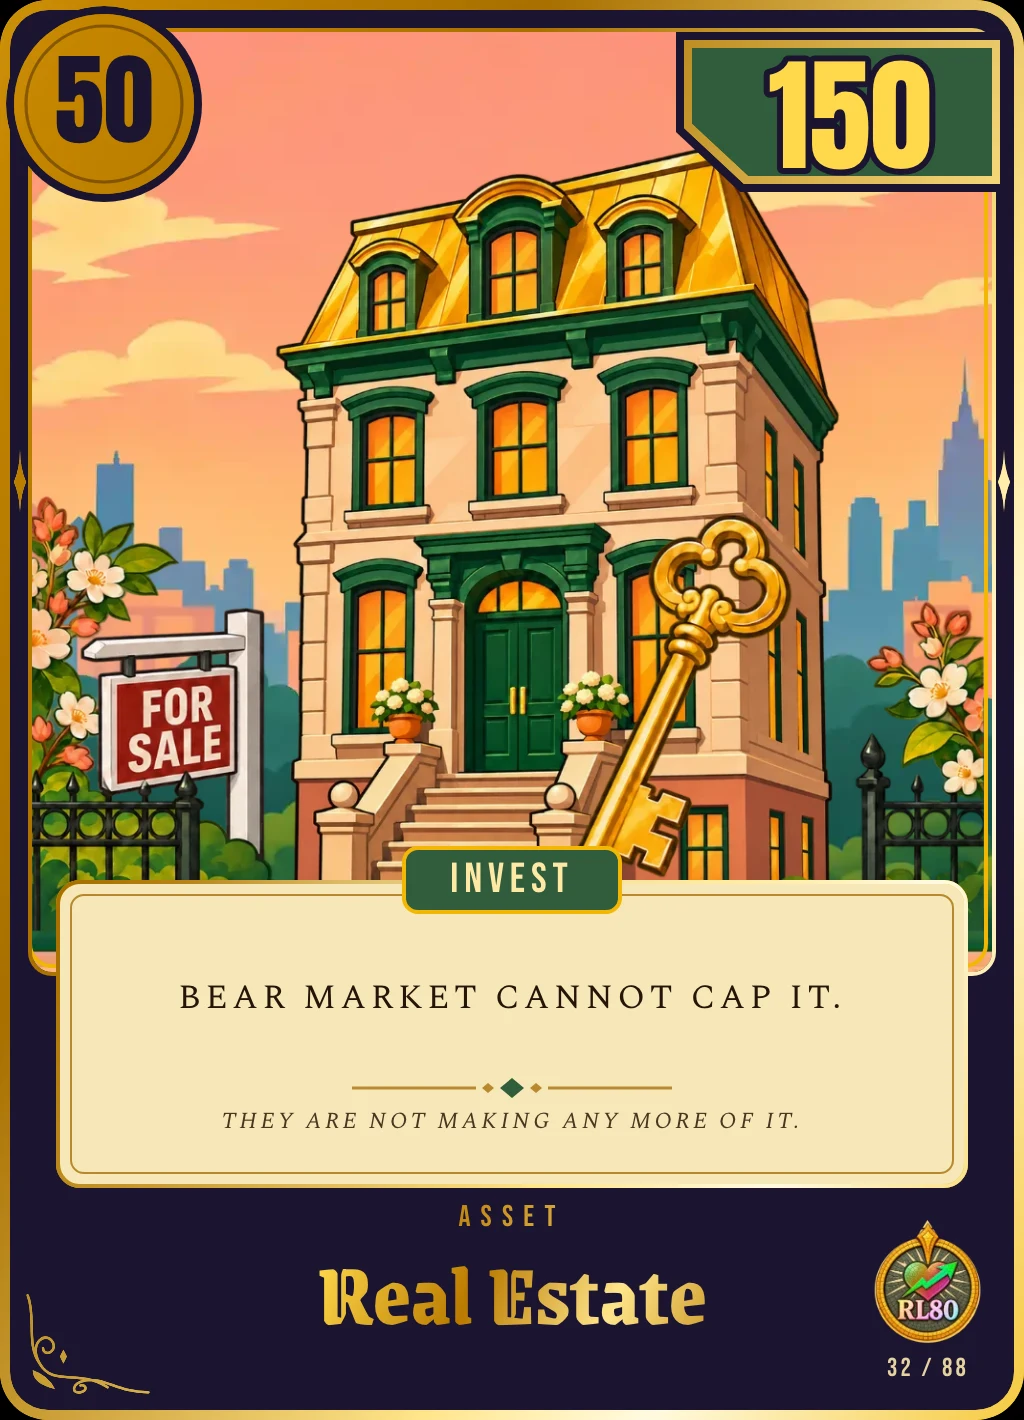 50
150
FOR
SALE
INVEST
BEAR MARKET CANNOT CAP IT.
THEY ARE NOT MAKING ANY MORE OF IT.
ASSET
Real Estate
RL80
32 / 88